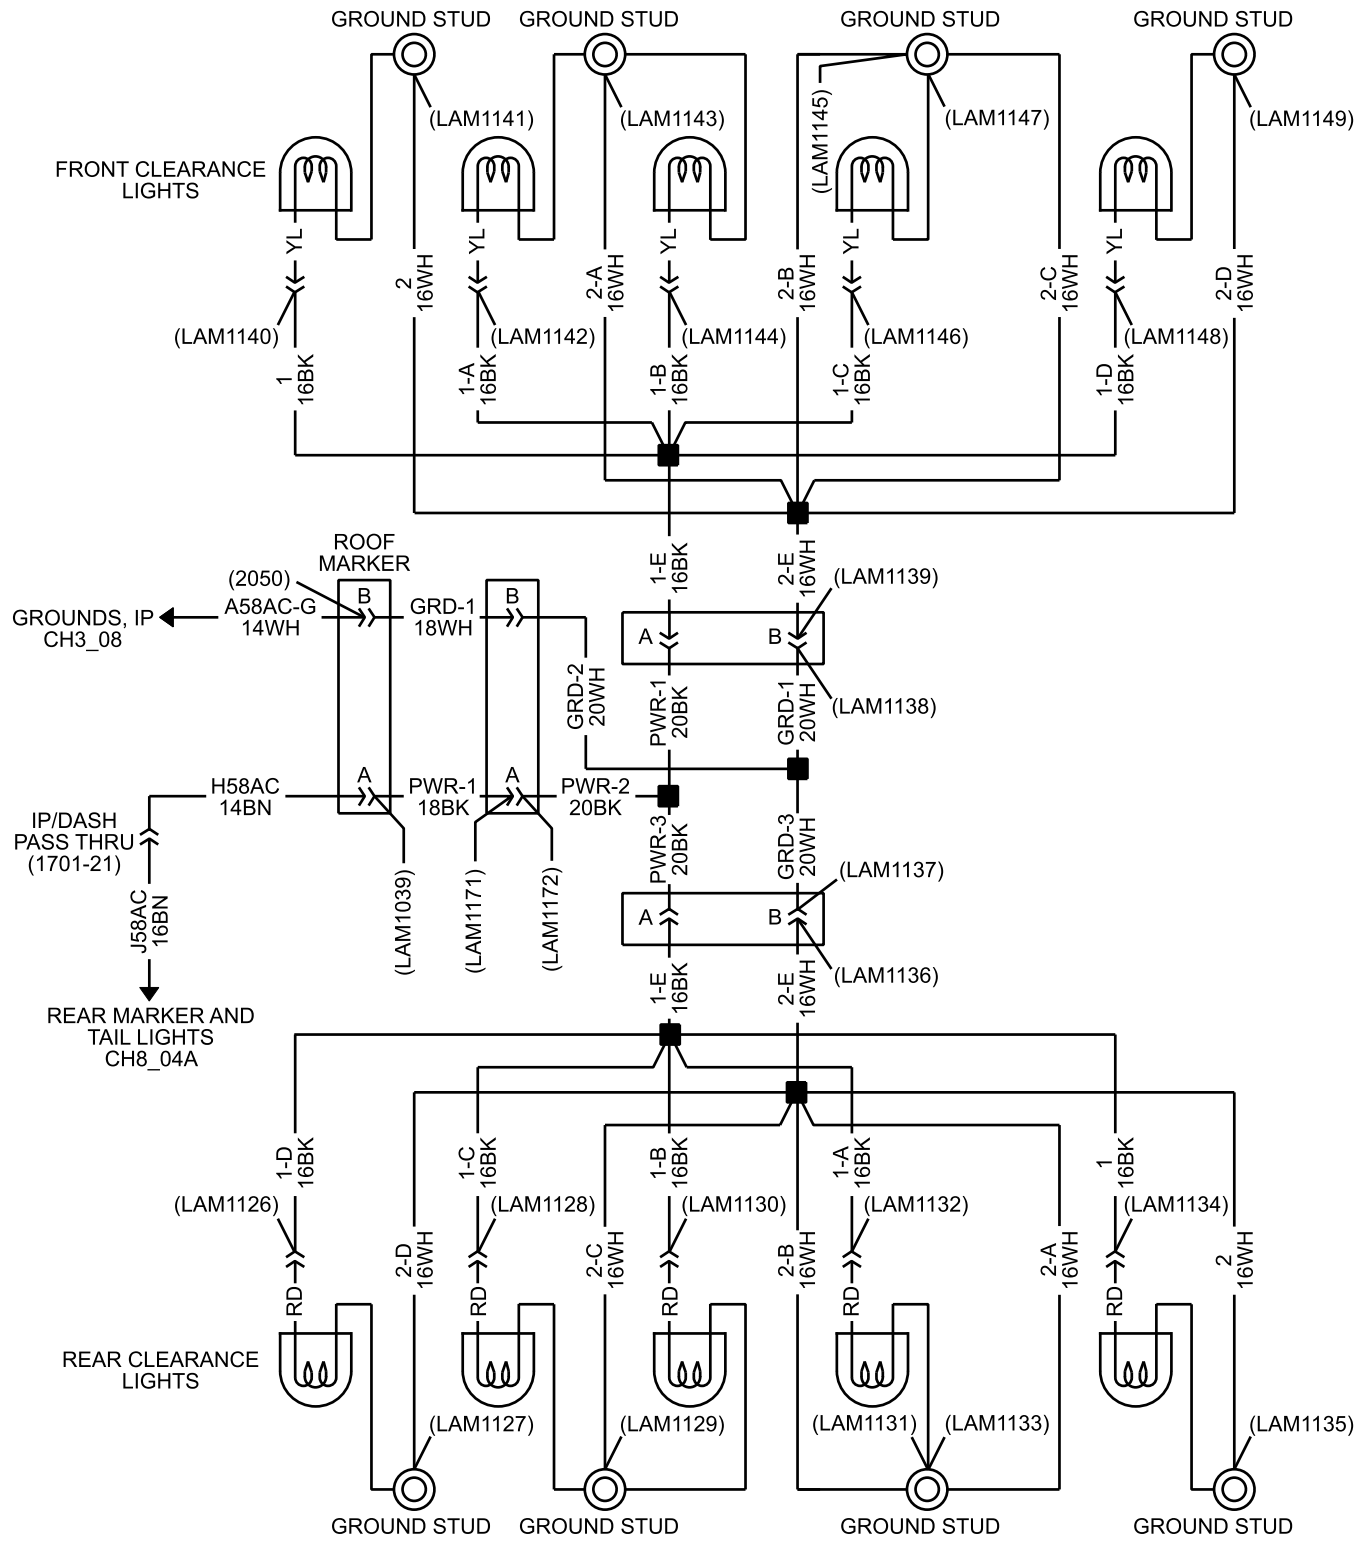 GROUND STUD
GROUND STUD
GROUND STUD
GROUND STUD
(LAM1141)
(LAM1143)
(LAM1145)
(LAM1147)
(LAM1149)
FRONT CLEARANCE
LIGHTS
YL
YL
YL
YL
YL
2
16WH
2-A
16WH
2-B
16WH
2-C
16WH
2-D
16WH
(LAM1140)
(LAM1142)
(LAM1144)
(LAM1146)
(LAM1148)
1
16BK
1-A
16BK
1-B
16BK
1-C
16BK
1-D
16BK
ROOF
MARKER
1-E
16BK
2-E
16WH
(LAM1139)
(2050)
B
B
GROUNDS, IP
CH3_08
A58AC-G
14WH
GRD-1
18WH
A
B
GRD-2
20WH
PWR-1
20BK
GRD-1
20WH
(LAM1138)
H58AC
14BN
A
PWR-1
18BK
A
PWR-2
20BK
IP/DASH
PASS THRU
(1701-21)
PWR-3
20BK
GRD-3
20WH
(LAM1137)
J58AC
16BN
(LAM1039)
(LAM1171)
(LAM1172)
A
B
1-E
16BK
2-E
16WH
(LAM1136)
REAR MARKER AND
TAIL LIGHTS
CH8_04A
1-D
16BK
1-C
16BK
1-B
16BK
1-A
16BK
1
16BK
(LAM1126)
(LAM1128)
(LAM1130)
(LAM1132)
(LAM1134)
2-D
16WH
2-C
16WH
2-B
16WH
2-A
16WH
2
16WH
RD
RD
RD
RD
RD
REAR CLEARANCE
LIGHTS
(LAM1127)
(LAM1129)
(LAM1131)
(LAM1133)
(LAM1135)
GROUND STUD
GROUND STUD
GROUND STUD
GROUND STUD